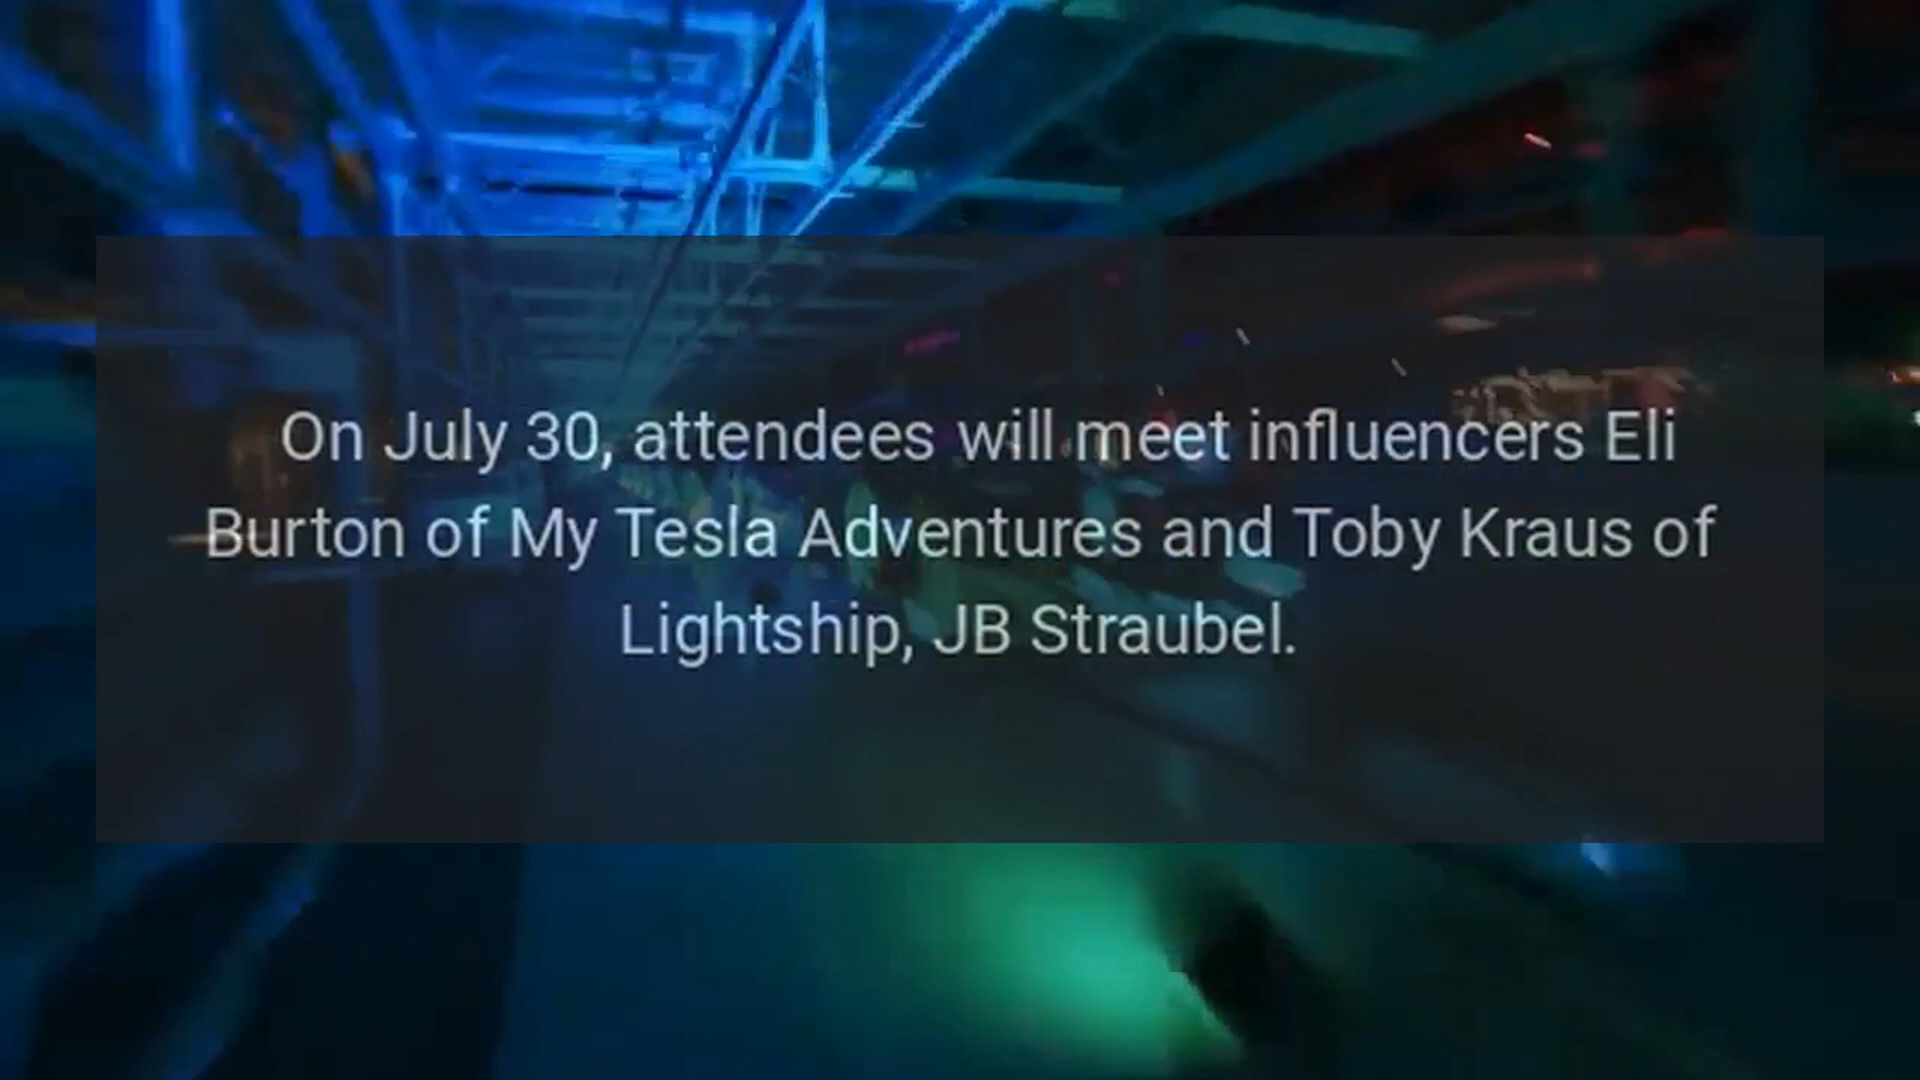 On July 30, attendees will meet influencers Eli
Burton of My Tesla Adventures and Toby Kraus of
Lightship, JB Straubel.